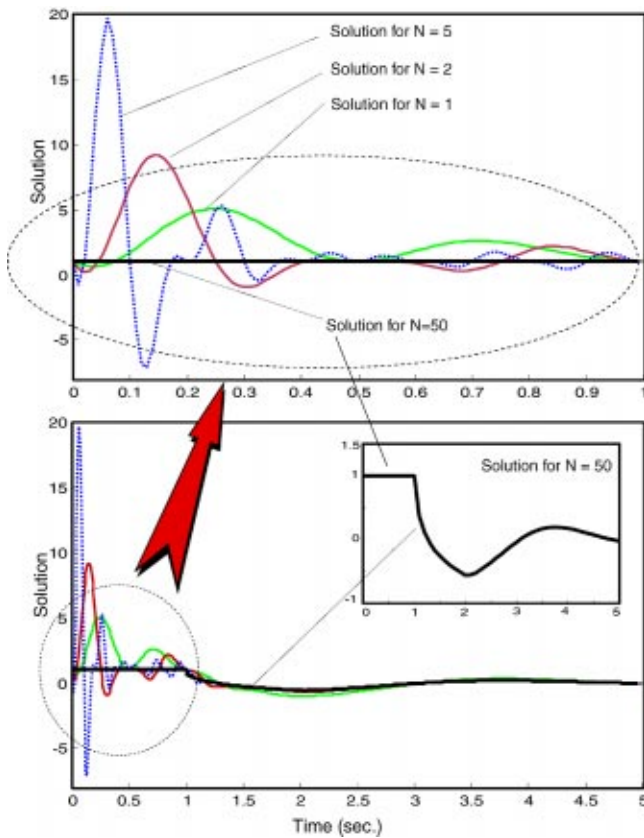 20
15
10
5
0
-5
Solution
Solution for N = 5
Solution for N = 2
Solution for N = 1
Solution for N=50
0 0.1 0.2 0.3 0.4 0.5 0.6 0.7 0.8 0.9 1
20
15
10
5
0
-5
Solution
1.5
1
0
-1
Solution for N = 50
0 1 2 3 4 5
0 0.5 1 1.5 2 2.5 3 3.5 4 4.5 5
Time (sec.)